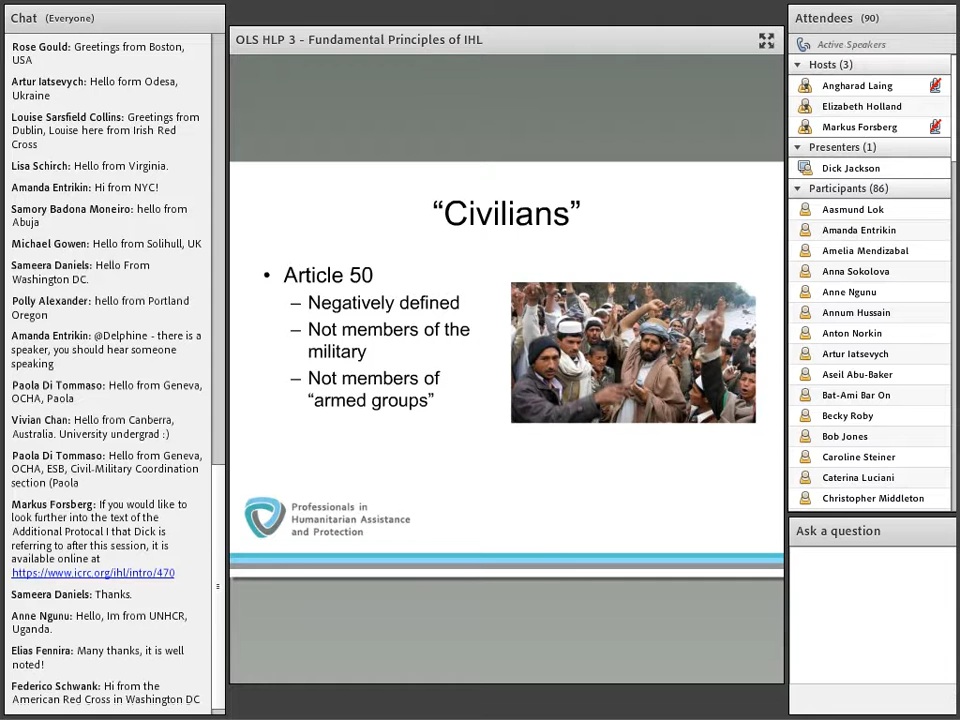 Chat (Everyone)
Rose Gould: Greetings from Boston,
USA
Artur Iatsevych: Hello form Odesa,
Ukraine
Louise Sarsfield Collins: Greetings from
Dublin, Louise here from Irish Red
Cross
Lisa Schirch: Hello from Virginia.
Amanda Entrikin: Hi from NYC!
Samory Badona Moneiro: hello from
Abuja
Michael Gowen: Hello from Solihull, UK
Sameera Daniels: Hello From
Washington DC.
Polly Alexander: hello from Portland
Oregon
Amanda Entrikin: @Delphine - there is a
speaker, you should hear someone
speaking
Paola Di Tommaso: Hello from Geneva,
OCHA, Paola
Vivian Chan: Hello from Canberra,
Australia. University undergrad :)
Paola Di Tommaso: Hello from Geneva,
OCHA, ESB, Civil-Military Coordination
section (Paola
Markus Forsberg: If you would like to
look further into the text of the
Additional Protocal I that Dick is
referring to after this session, it is
available online at
https://www.icrc.org/ihl/intro/470
Sameera Daniels: Thanks.
Anne Ngunu: Hello, Im from UNHCR,
Uganda.
Elias Fennira: Many thanks, it is well
noted!
Federico Schwank: Hi from the
American Red Cross in Washington DC
OLS HLP 3 - Fundamental Principles of IHL
“Civilians”
• Article 50
– Negatively defined
– Not members of the
military
– Not members of
“armed groups”
Professionals in
Humanitarian Assistance
and Protection
Attendees (90)
Active Speakers
Hosts (3)
Angharad Laing
Elizabeth Holland
Markus Forsberg
Presenters (1)
Dick Jackson
Participants (86)
Aasmund Lok
Amanda Entrikin
Amelia Mendizabal
Anna Sokolova
Anne Ngunu
Annum Hussain
Anton Norkin
Artur Iatsevych
Aseil Abu-Baker
Bat-Ami Bar On
Becky Roby
Bob Jones
Caroline Steiner
Caterina Luciani
Christopher Middleton
Ask a question